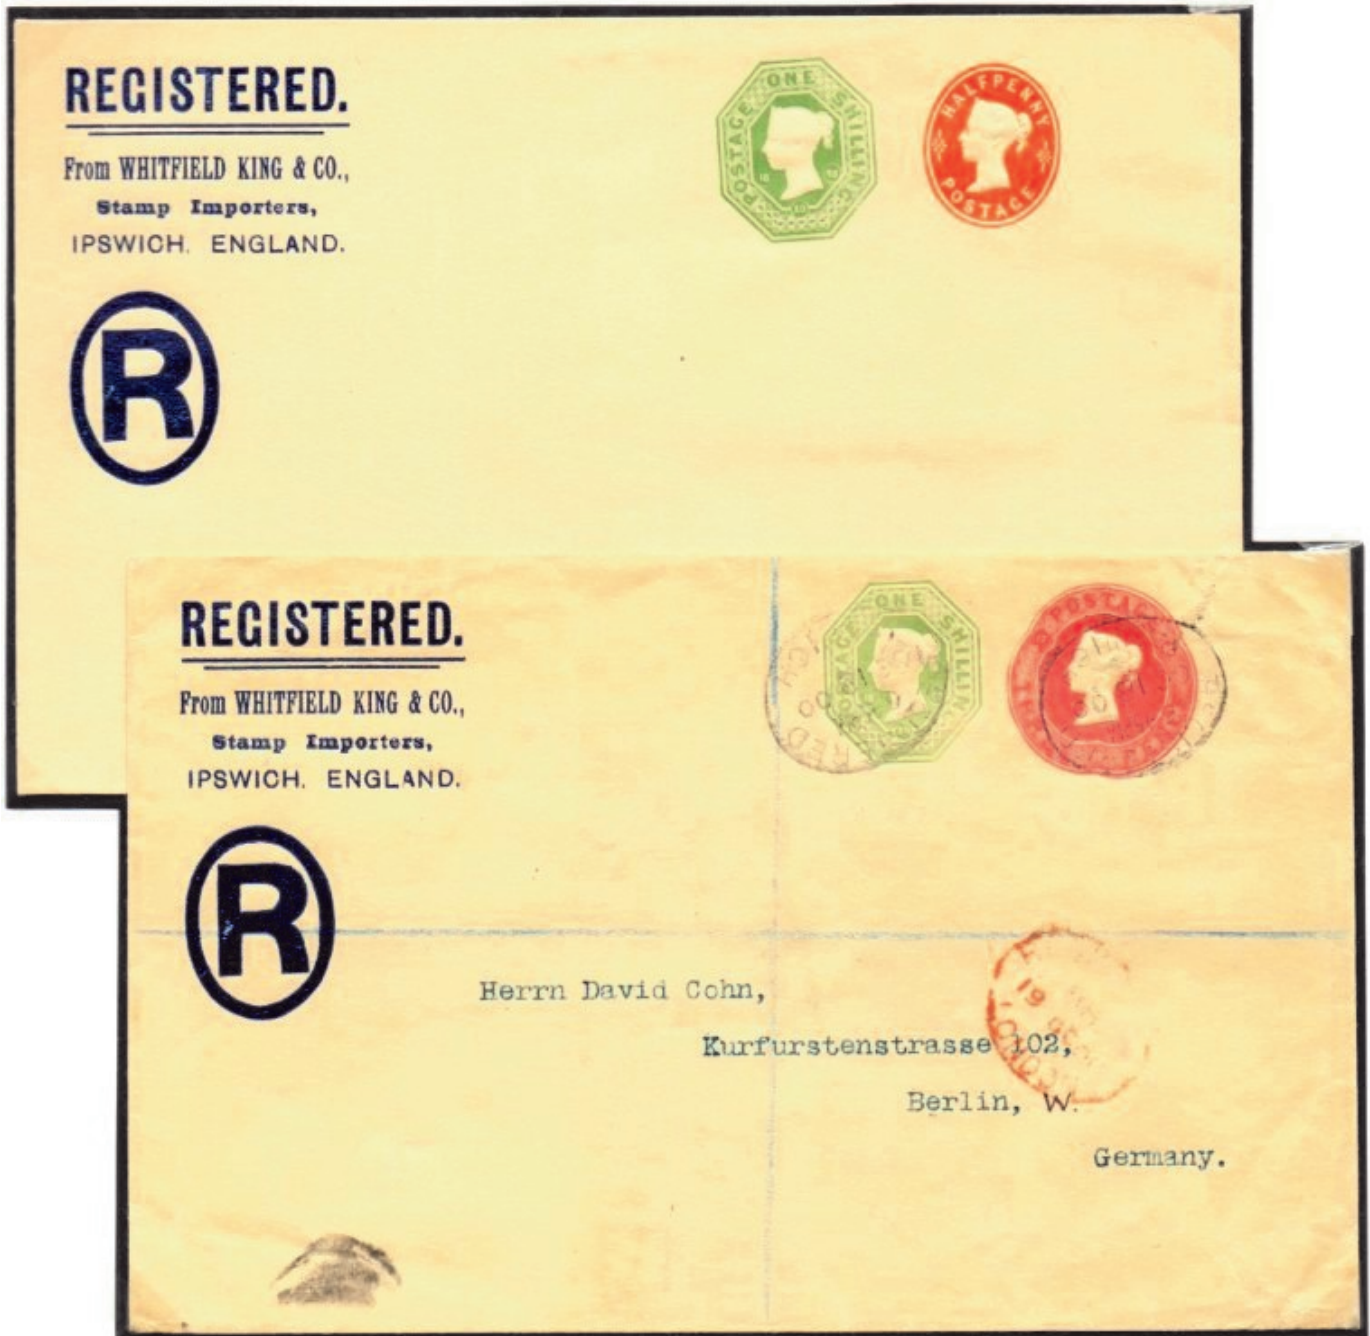 REGISTERED.
From WHITFIELD KING & CO.,
Stamp Importers,
IPSWICH. ENGLAND.
R
POSTAGE ONE SHILLING
HALFPENNY
POSTAGE
REGISTERED.
From WHITFIELD KING & CO.,
Stamp Importers,
IPSWICH. ENGLAND.
R
POSTAGE ONE SHILLING
POSTAGE
Herrn David Cohn,
Kurfurstenstrasse 102,
Berlin, W.
Germany.